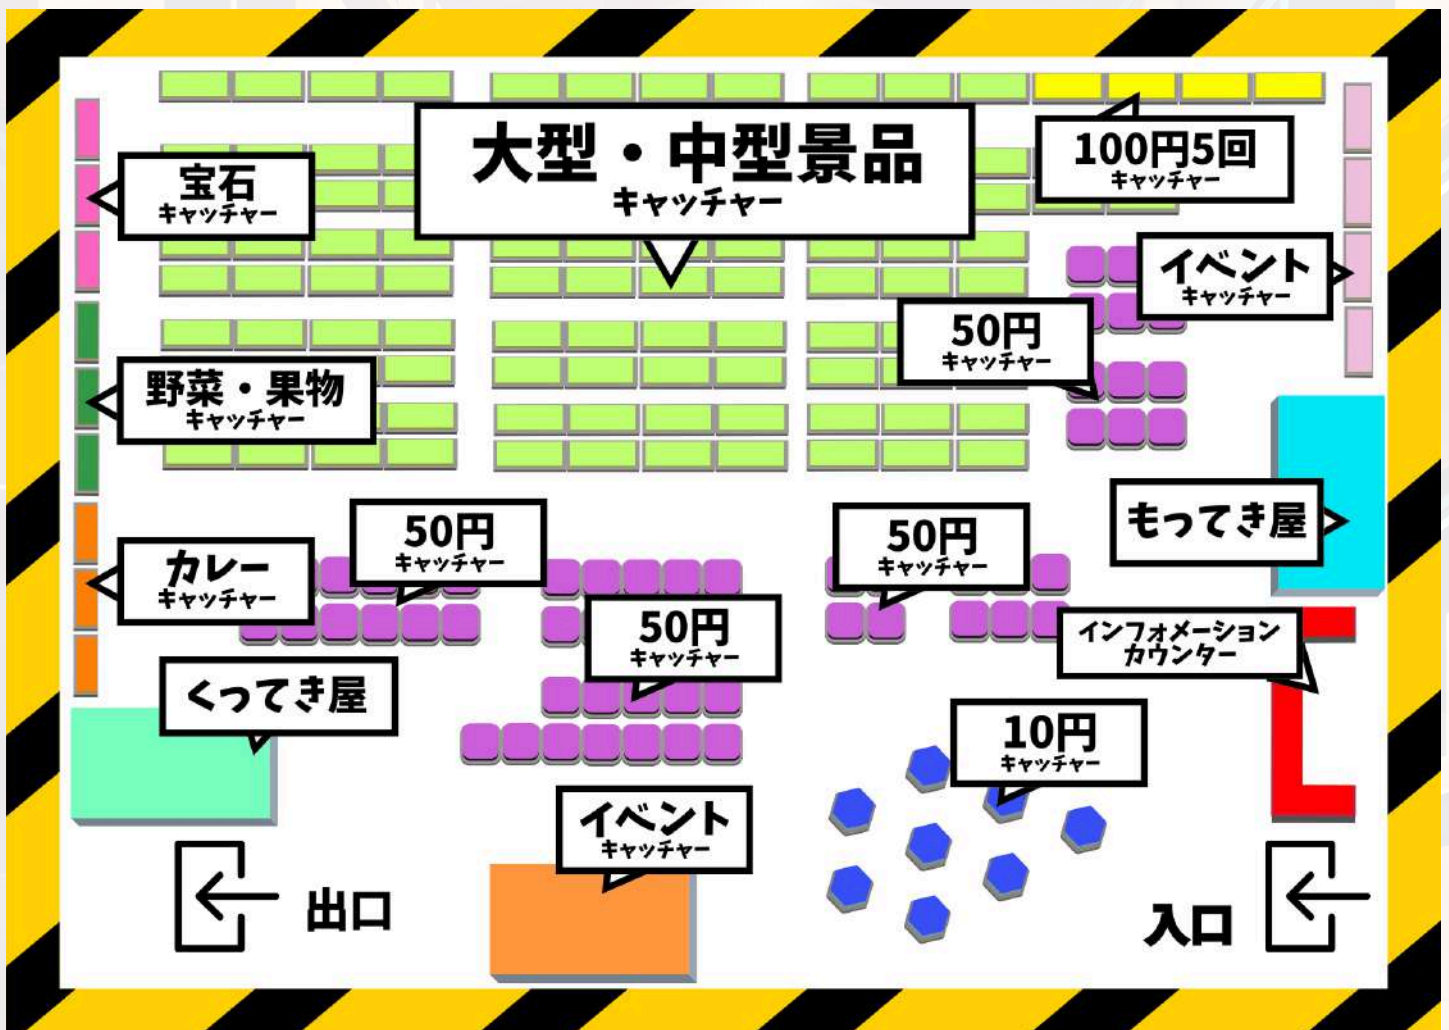 大型・中型景品
キャッチャー
100円5回
キャッチャー
宝石
キャッチャー
イベント
キャッチャー
50円
キャッチャー
野菜・果物
キャッチャー
もってき屋
50円
キャッチャー
50円
キャッチャー
カレー
キャッチャー
50円
キャッチャー
インフォメーション
カウンター
くってき屋
10円
キャッチャー
イベント
キャッチャー
出口
入口